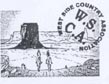 WEST SIDE COUNTRY ASSOCIATION
W.S.
C.A.